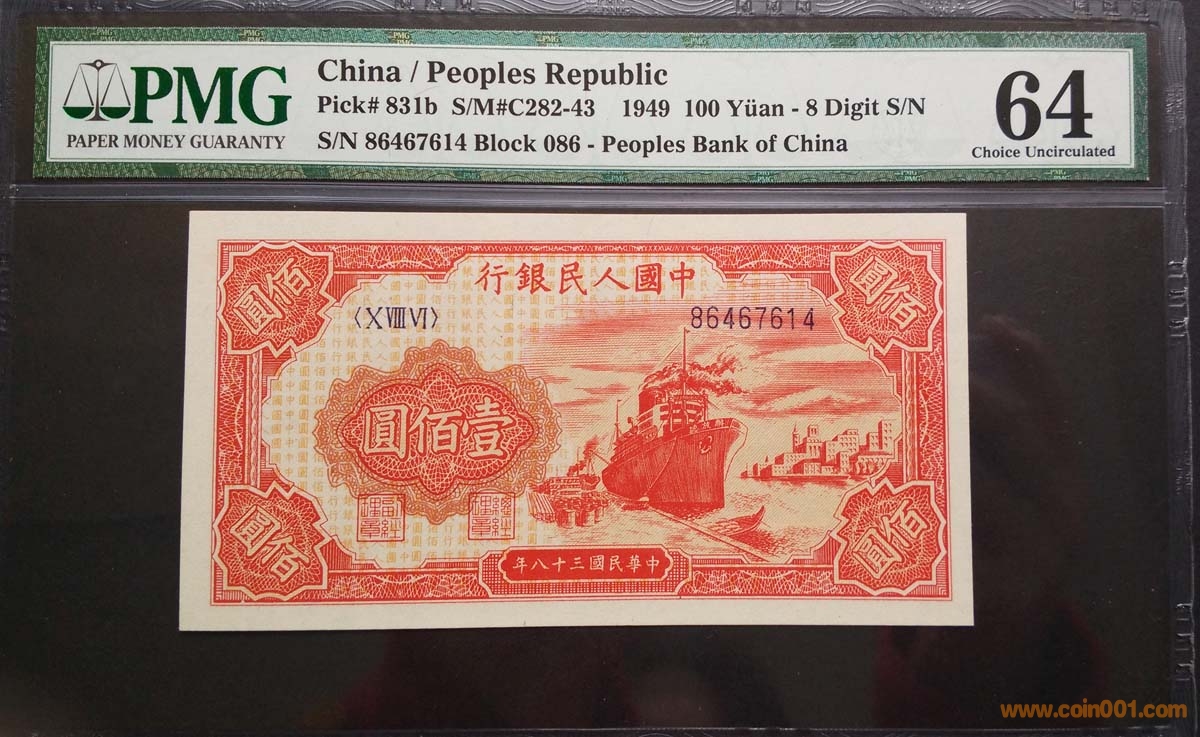 PMG
PAPER MONEY GUARANTY
China / Peoples Republic
Pick# 831b S/M#C282-43 1949 100 Yüan - 8 Digit S/N
S/N 86467614 Block 086 - Peoples Bank of China
64
Choice Uncirculated
行銀民人國中
〈X VIII VI〉
86467614
圓佰
圓佰
圓佰壹
圓佰
圓佰
年八十三國民華中
www.coin001.com